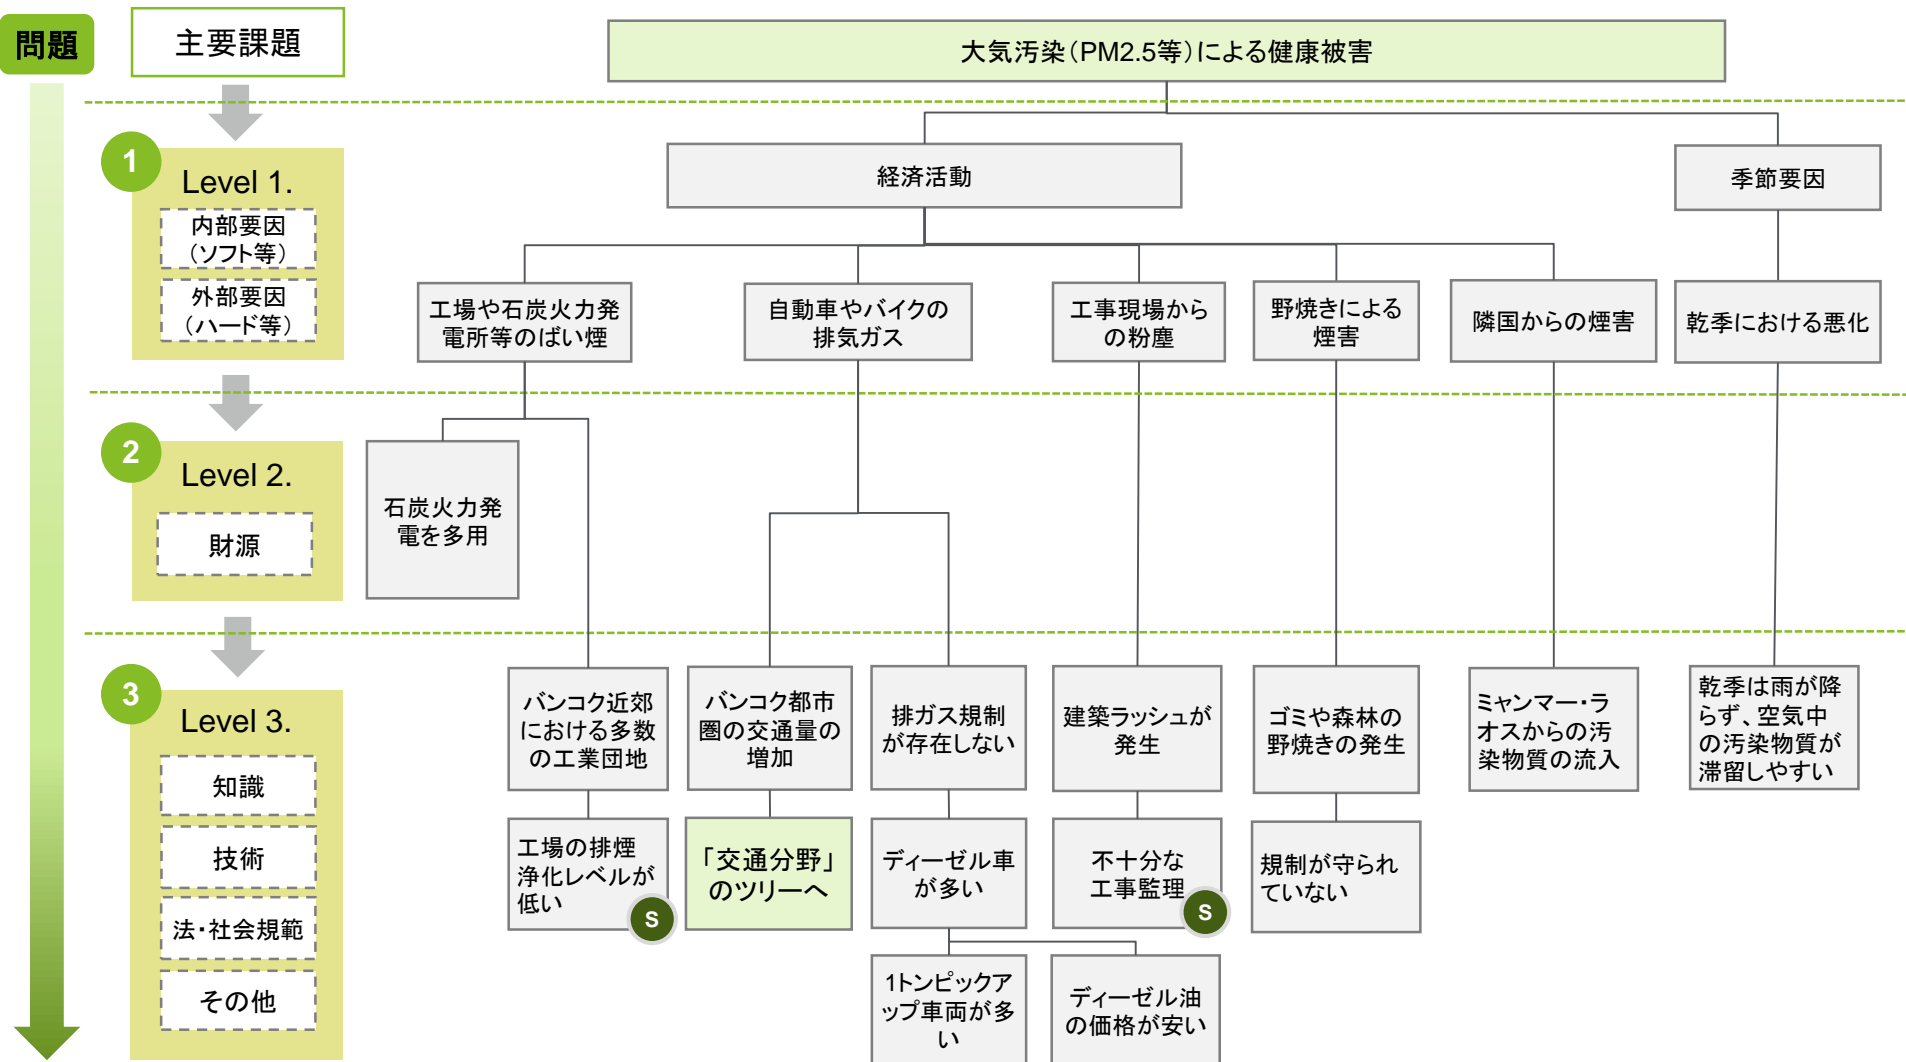 問題
主要課題
大気汚染(PM2.5等)による健康被害
1
Level 1.
内部要因
(ソフト等)
外部要因
(ハード等)
経済活動
季節要因
工場や石炭火力発
電所等のばい煙
自動車やバイクの
排気ガス
工事現場から
の粉塵
野焼きによる
煙害
隣国からの煙害
乾季における悪化
2
Level 2.
財源
石炭火力発
電を多用
3
Level 3.
知識
技術
法・社会規範
その他
バンコク近郊
における多数
の工業団地
バンコク都市
圏の交通量の
増加
排ガス規制
が存在しない
建築ラッシュが
発生
ゴミや森林の
野焼きの発生
ミャンマー・ラ
オスからの汚
染物質の流入
乾季は雨が降
らず、空気中
の汚染物質が
滞留しやすい
工場の排煙
浄化レベルが
低い
S
「交通分野」
のツリーへ
ディーゼル車
が多い
不十分な
工事監理
S
規制が守られ
ていない
1トンピックア
ップ車両が多
い
ディーゼル油
の価格が安い